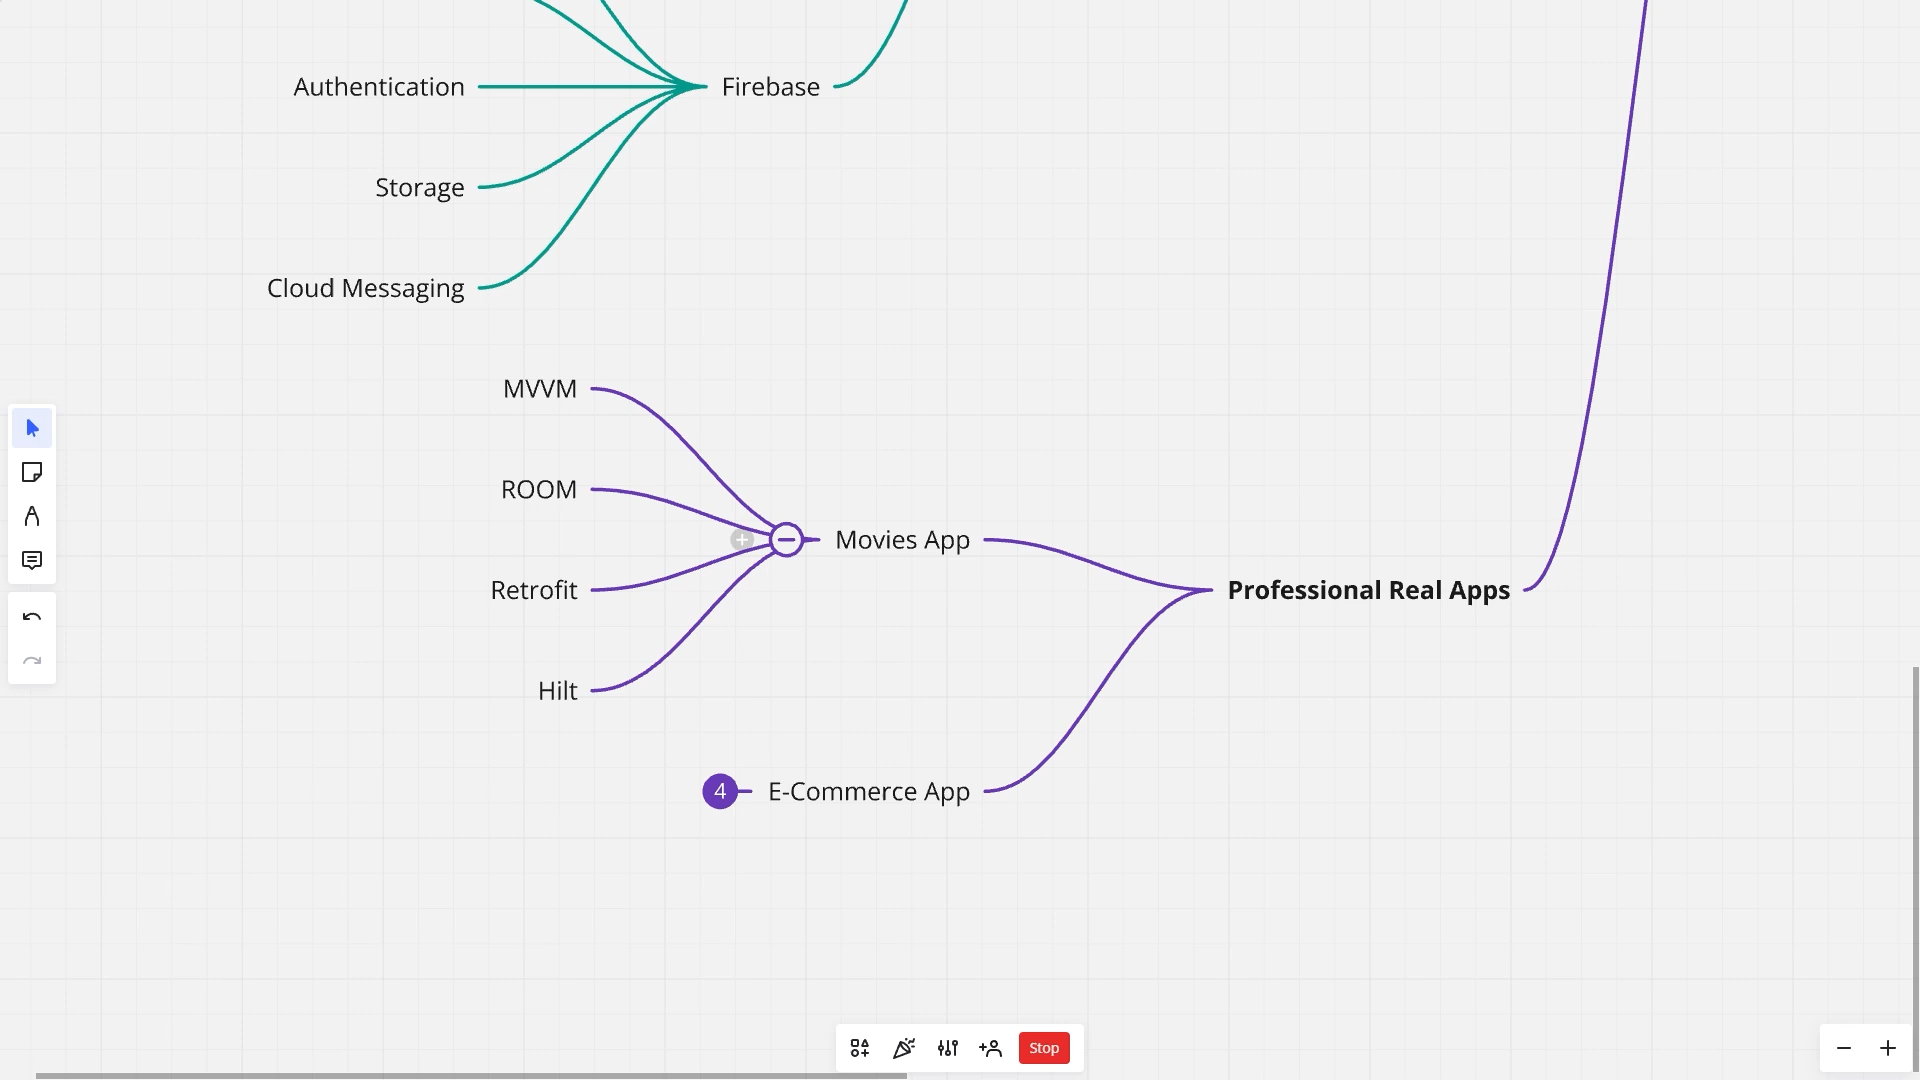 Authentication
Firebase
Storage
Cloud Messaging
MVVM
ROOM
Movies App
Retrofit
Professional Real Apps
Hilt
4
E-Commerce App
Stop